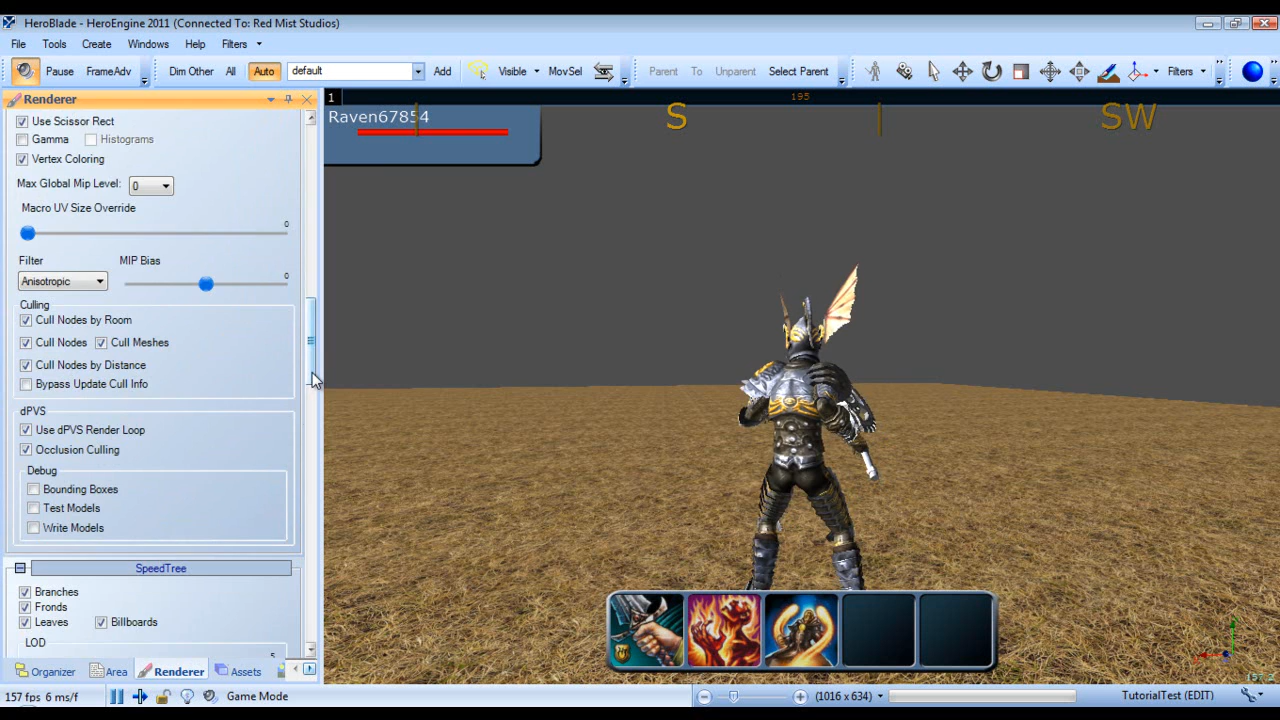 HeroBlade - HeroEngine 2011 (Connected To: Red Mist Studios)
File Tools Create Windows Help Filters
Pause FrameAdv Dim Other All Auto default Add Visible MovSel Parent To Unparent Select Parent Filters
Renderer
1 195
Raven67854
S SW
Use Scissor Rect
Gamma Histograms
Vertex Coloring
Max Global Mip Level: 0
Macro UV Size Override
0
Filter MIP Bias
Anisotropic 0
Culling
Cull Nodes by Room
Cull Nodes Cull Meshes
Cull Nodes by Distance
Bypass Update Cull Info
dPVS
Use dPVS Render Loop
Occlusion Culling
Debug
Bounding Boxes
Test Models
Write Models
SpeedTree
Branches
Fronds
Leaves Billboards
LOD
5
Organizer Area Renderer Assets
157.2
157 fps 6 ms/f Game Mode (1016 x 634) TutorialTest (EDIT)